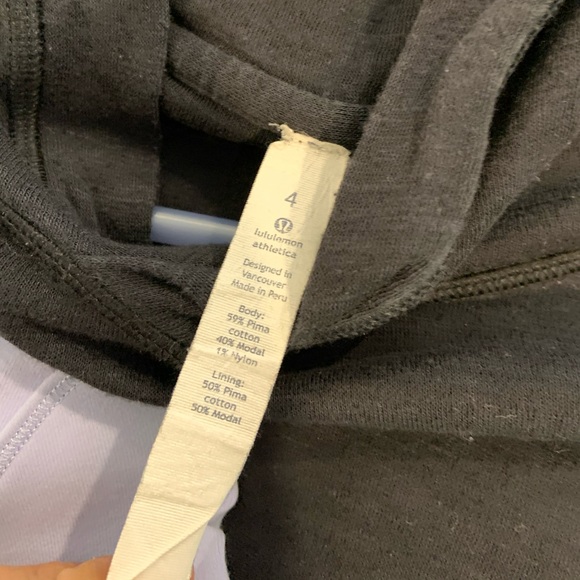 4
lululemon
athletica
Designed in
Vancouver
Made in Peru
Body:
59% Pima
cotton
40% Modal
1% Nylon
Lining:
50% Pima
cotton
50% Modal